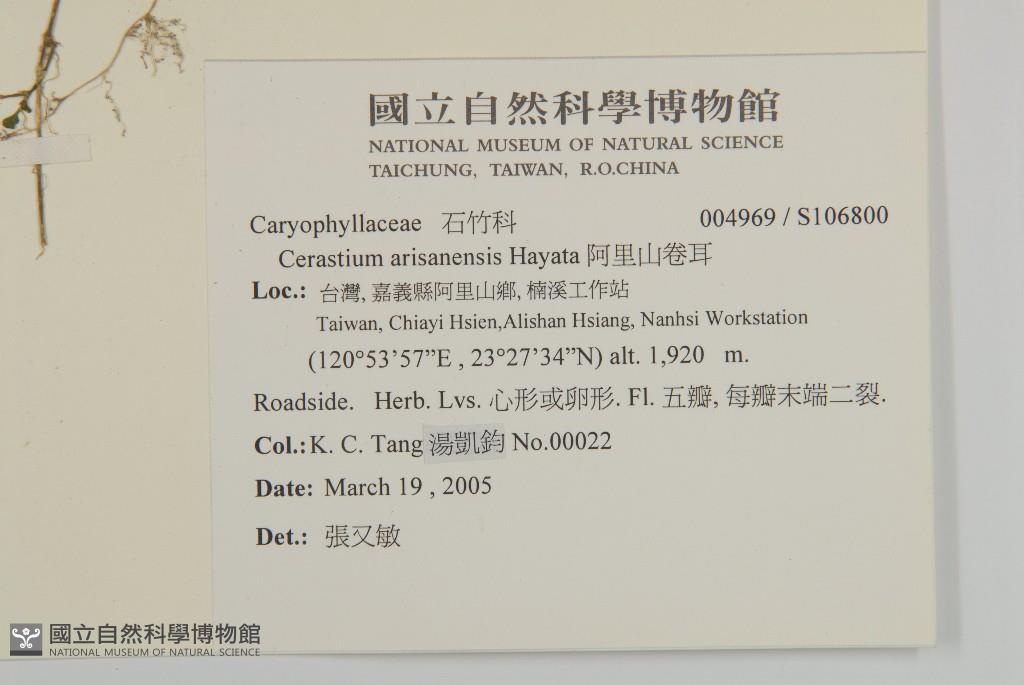 國立自然科學博物館
NATIONAL MUSEUM OF NATURAL SCIENCE
TAICHUNG, TAIWAN, R.O.CHINA
Caryophyllaceae 石竹科 004969 / S106800
Cerastium arisanensis Hayata 阿里山卷耳
Loc.: 台灣, 嘉義縣阿里山鄉, 楠溪工作站
Taiwan, Chiayi Hsien,Alishan Hsiang, Nanhsi Workstation
(120°53’57”E , 23°27’34”N) alt. 1,920 m.
Roadside. Herb. Lvs. 心形或卵形. Fl. 五瓣, 每瓣末端二裂.
Col.: K. C. Tang 湯凱鈞 No.00022
Date: March 19 , 2005
Det.: 張又敏
國立自然科學博物館
NATIONAL MUSEUM OF NATURAL SCIENCE